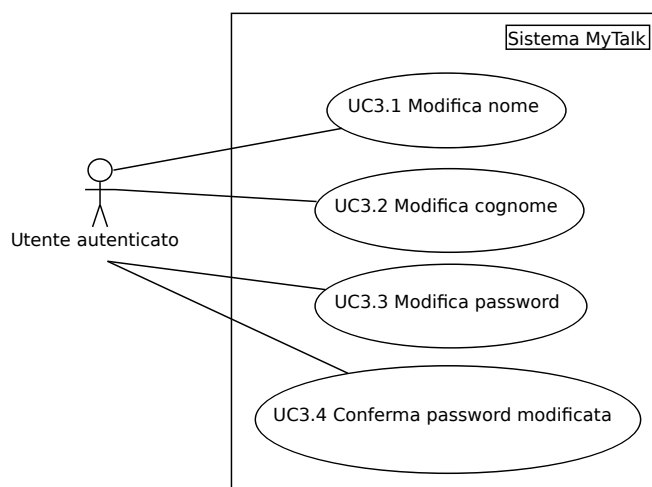 Sistema MyTalk
UC3.1 Modifica nome
UC3.2 Modifica cognome
Utente autenticato
UC3.3 Modifica password
UC3.4 Conferma password modificata